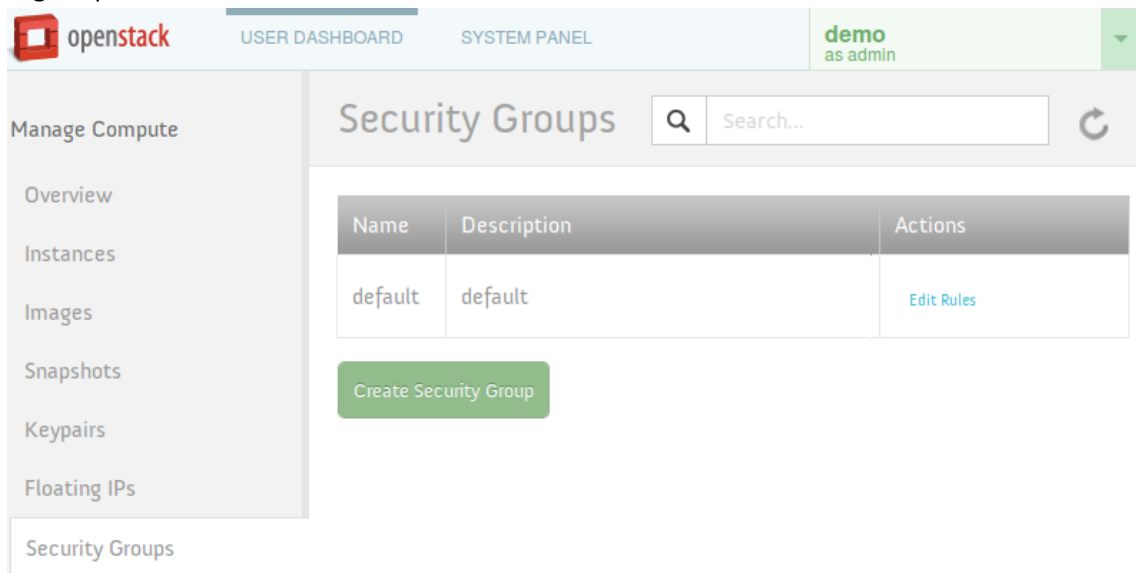 openstack USER DASHBOARD SYSTEM PANEL demo
as admin
Manage Compute
Overview
Instances
Images
Snapshots
Keypairs
Floating IPs
Security Groups
Security Groups Search...
Name Description Actions
default default Edit Rules
Create Security Group